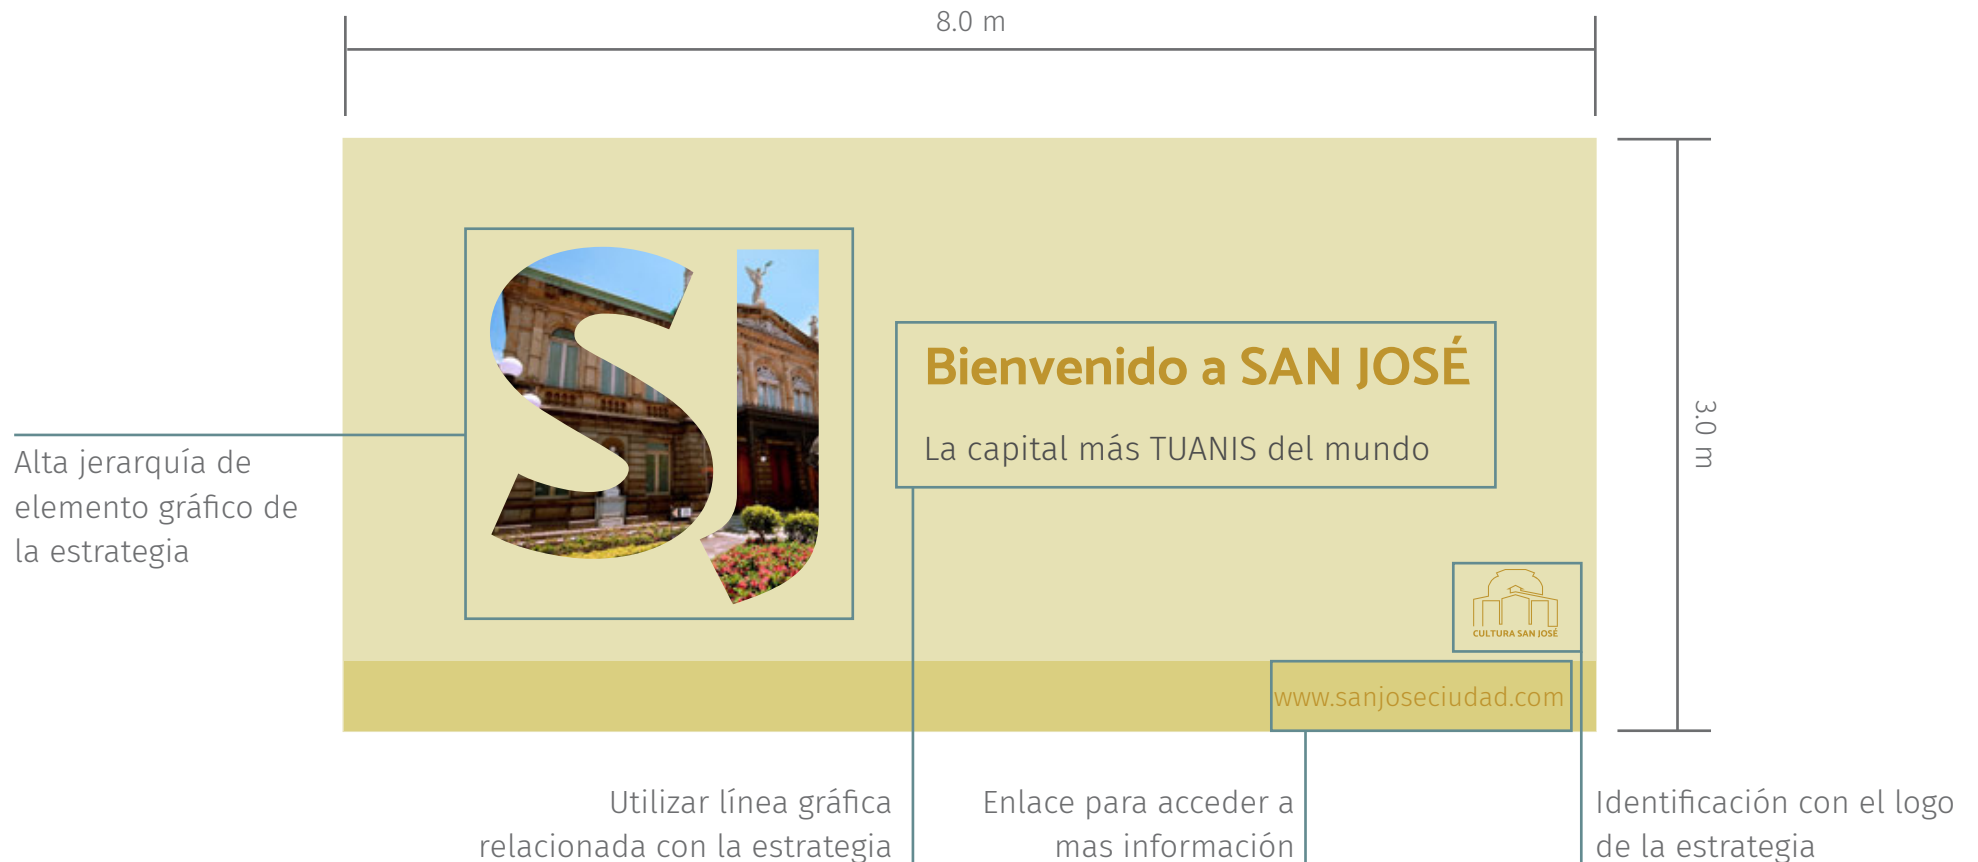 8.0 m
SJ
Bienvenido a SAN JOSÉ
La capital más TUANIS del mundo
3.0 m
Alta jerarquía de
elemento gráfico de
la estrategia
CULTURA SAN JOSÉ
www.sanjoseciudad.com
Utilizar línea gráfica
relacionada con la estrategia
Enlace para acceder a
mas información
Identificación con el logo
de la estrategia